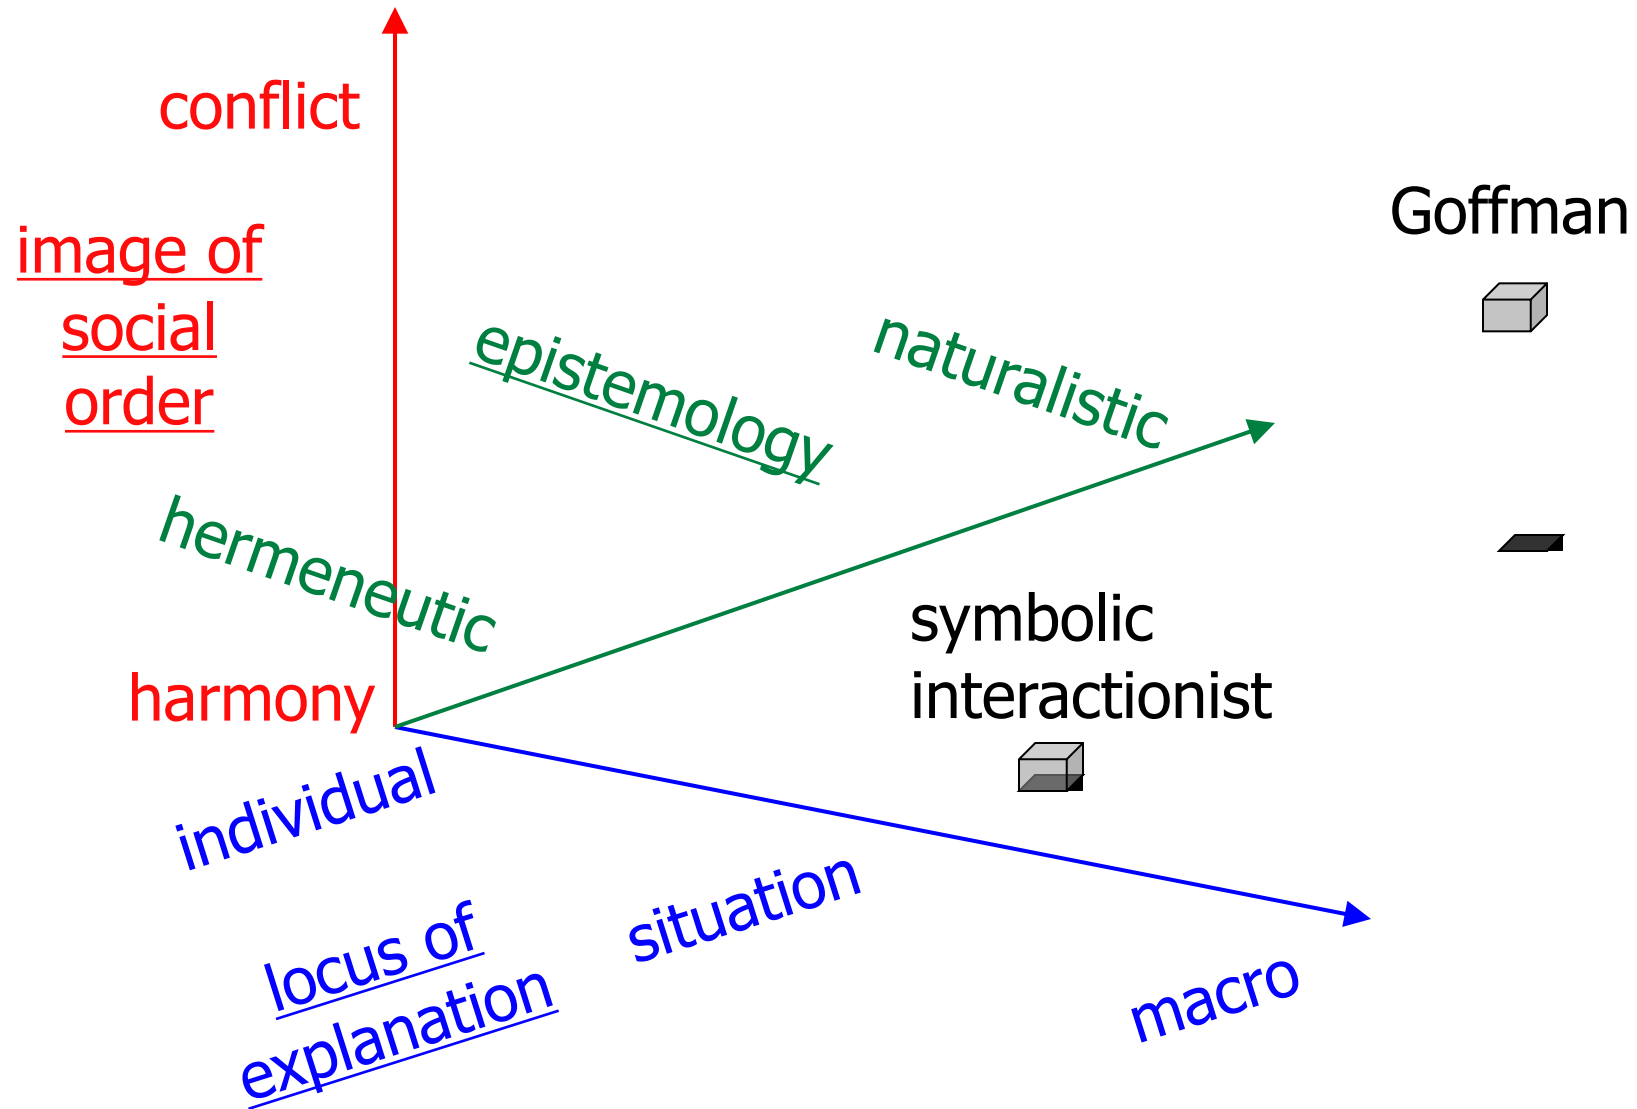 conflict
Goffman
image of
social
order
epistemology
naturalistic
hermeneutic
symbolic
interactionist
harmony
individual
situation
locus of
explanation
macro